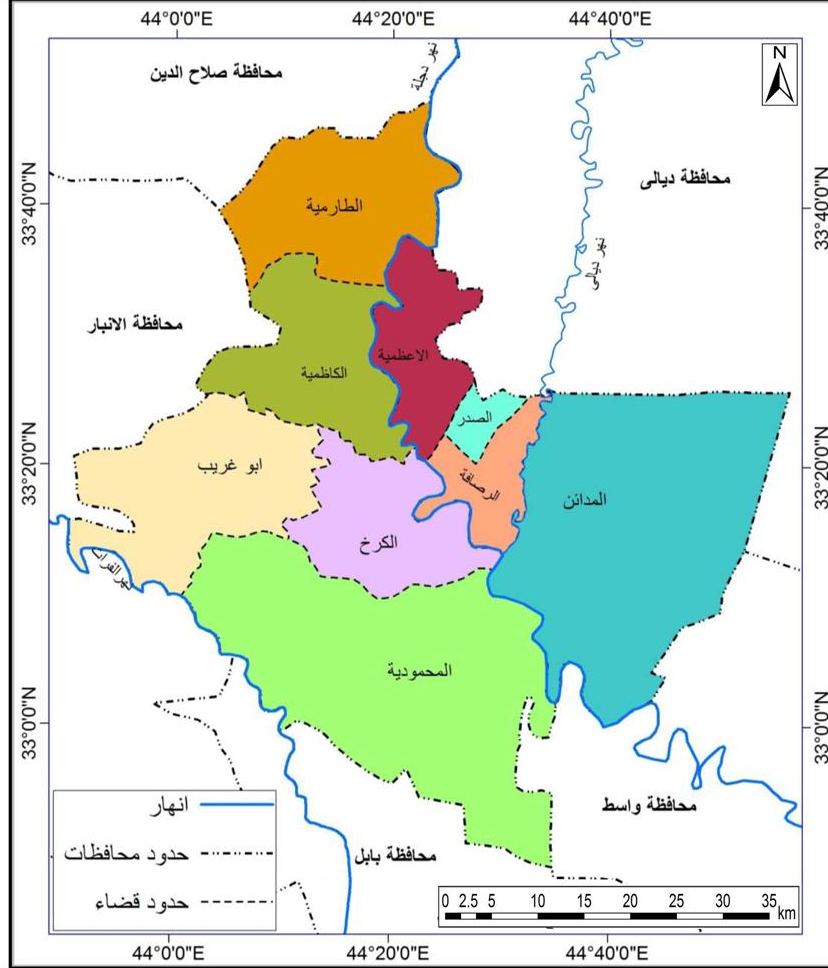 44°0'0"E
44°20'0"E
44°40'0"E
N
محافظة صلاح الدين
نهر دجلة
محافظة ديالى
33°40'0"N
33°40'0"N
الطارمية
نهر ديالى
محافظة الانبار
الاعظمية
الكاظمية
الصدر
33°20'0"N
33°20'0"N
ابو غريب
الرصافة
المدائن
الكرخ
نهر الفرات
المحمودية
33°0'0"N
33°0'0"N
انهار
محافظة واسط
حدود محافظات
محافظة بابل
حدود قضاء
0 2.5 5 10 15 20 25 30 35
km
44°0'0"E
44°20'0"E
44°40'0"E